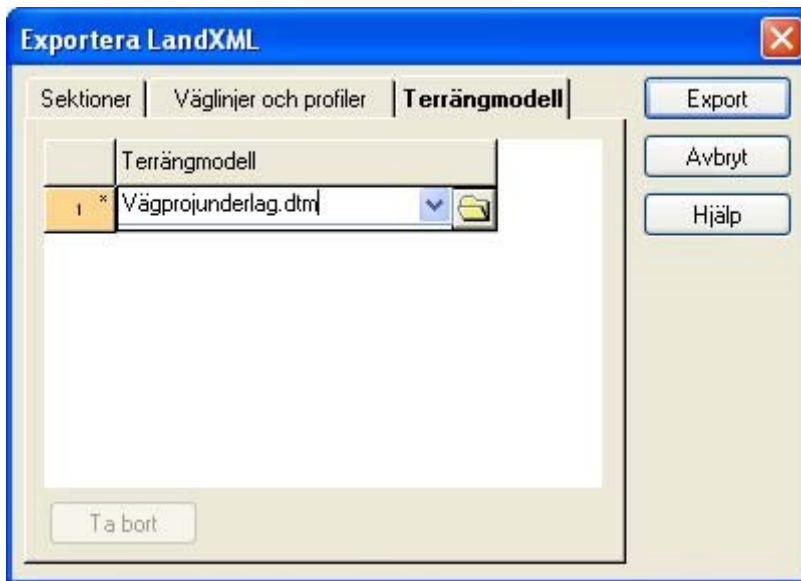 Exportera LandXML
Sektioner Väglinjer och profiler Terrängmodell
Export
Avbryt
Hjälp
Terrängmodell
1 * Vägprojunderlag.dtm
Ta bort